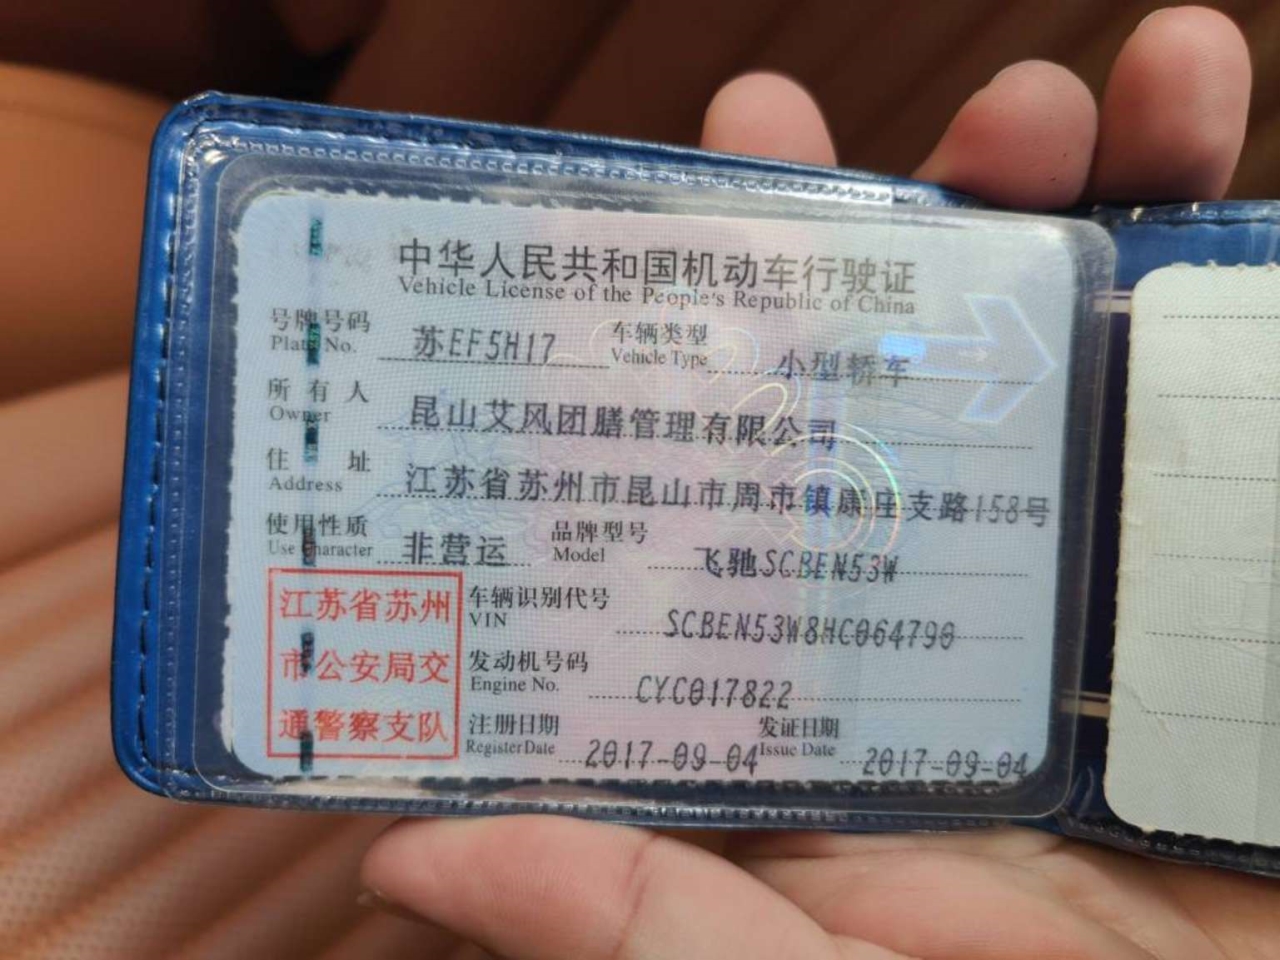 中华人民共和国机动车行驶证
Vehicle License of the People's Republic of China
号牌号码 苏EF5H17 车辆类型 小型轿车
Plate No. Vehicle Type
所有人 昆山艾风团膳管理有限公司
Owner
住址 江苏省苏州市昆山市周市镇康庄支路158号
Address
使用性质 非营运 品牌型号 飞驰SCBEN53W
Use Character Model
江苏省苏州
市公安局交
通警察支队
车辆识别代号 SCBEN53W8HC064790
VIN
发动机号码 CYC017822
Engine No.
注册日期 2017-09-04 发证日期 2017-09-04
Register Date Issue Date